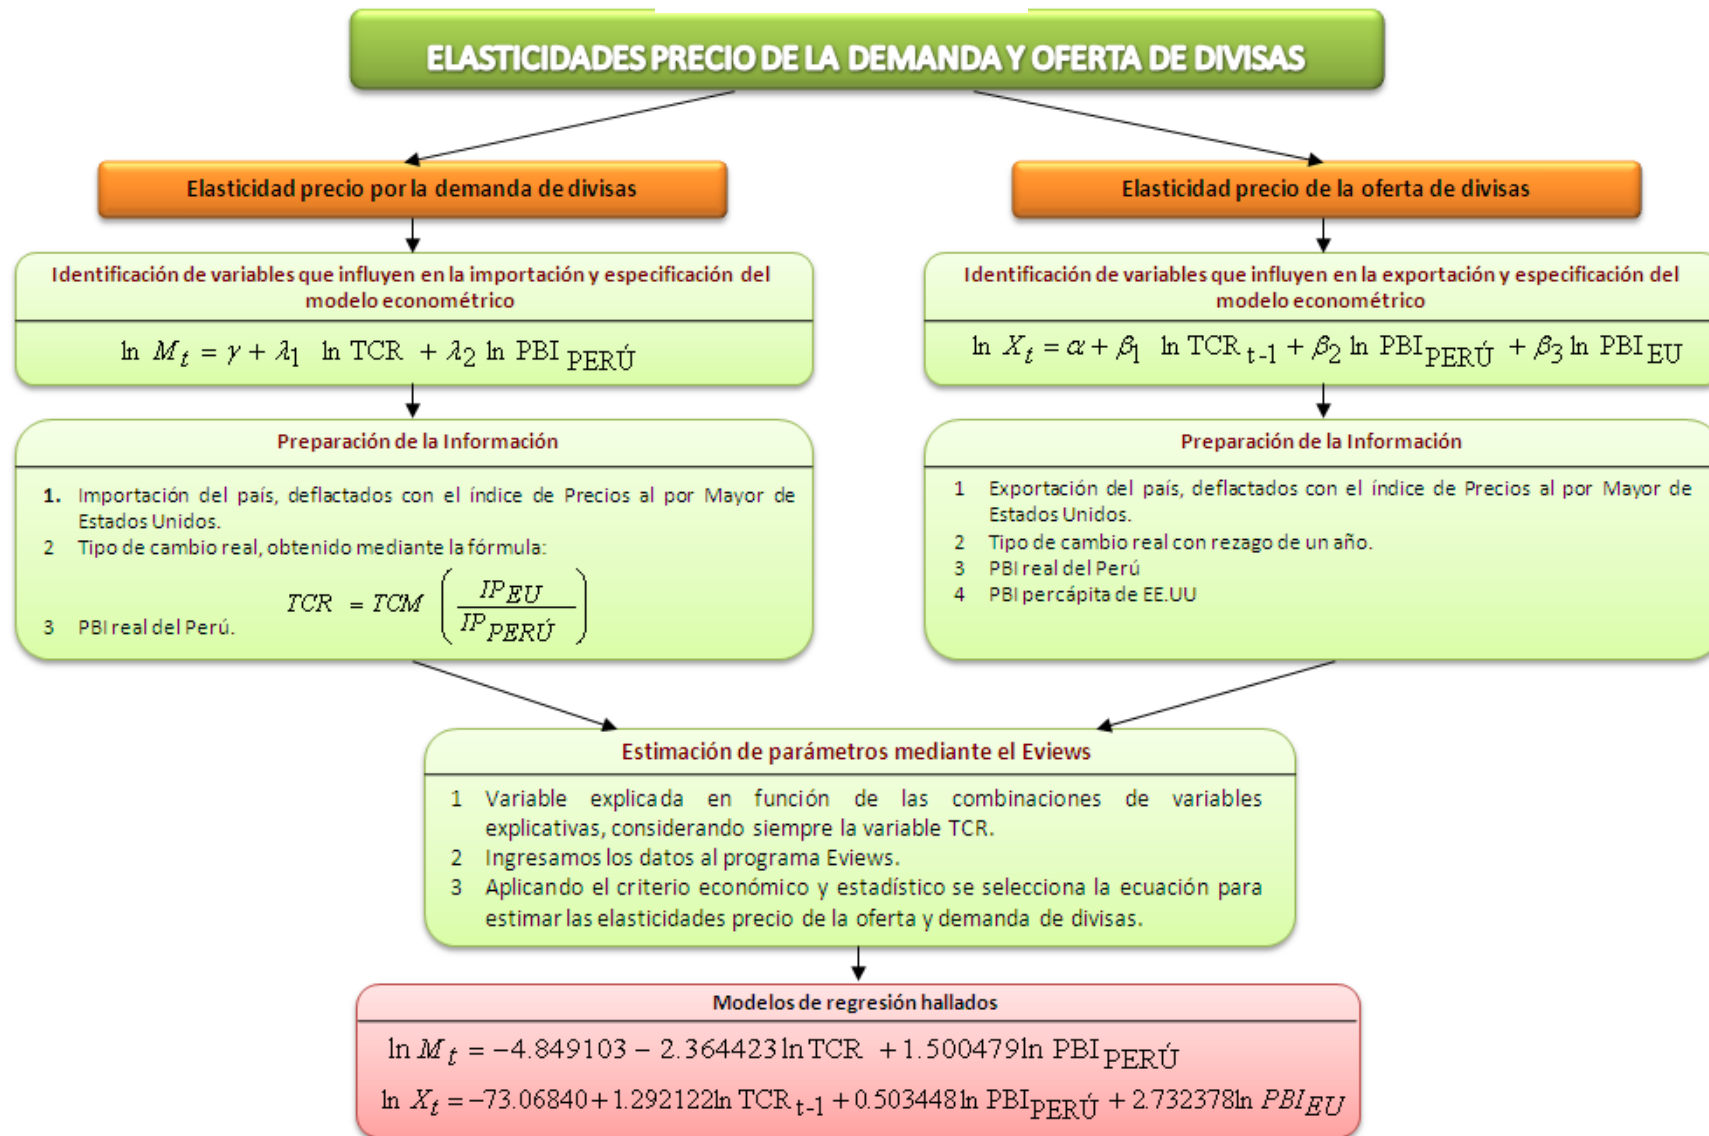 ELASTICIDADES PRECIO DE LA DEMANDA Y OFERTA DE DIVISAS
Elasticidad precio por la demanda de divisas
Identificación de variables que influyen en la importación y especificación del
modelo econométrico
ln M_t = γ + λ_1 ln TCR + λ_2 ln PBI_PERÚ
Preparación de la Información
1. Importación del país, deflactados con el índice de Precios al por Mayor de
Estados Unidos.
2 Tipo de cambio real, obtenido mediante la fórmula:
TCR = TCM (IP_EU / IP_PERÚ)
3 PBI real del Perú.
Elasticidad precio de la oferta de divisas
Identificación de variables que influyen en la exportación y especificación del
modelo econométrico
ln X_t = α + β_1 ln TCR_t-1 + β_2 ln PBI_PERÚ + β_3 ln PBI_EU
Preparación de la Información
1 Exportación del país, deflactados con el índice de Precios al por Mayor de
Estados Unidos.
2 Tipo de cambio real con rezago de un año.
3 PBI real del Perú
4 PBI percápita de EE.UU
Estimación de parámetros mediante el Eviews
1 Variable explicada en función de las combinaciones de variables
explicativas, considerando siempre la variable TCR.
2 Ingresamos los datos al programa Eviews.
3 Aplicando el criterio económico y estadístico se selecciona la ecuación para
estimar las elasticidades precio de la oferta y demanda de divisas.
Modelos de regresión hallados
ln M_t = −4.849103 − 2.364423 ln TCR + 1.500479 ln PBI_PERÚ
ln X_t = −73.06840 + 1.292122 ln TCR_t-1 + 0.503448 ln PBI_PERÚ + 2.732378 ln PBI_EU